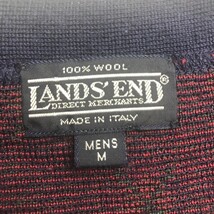 100% WOOL
LANDS' END
DIRECT MERCHANTS
MADE IN ITALY
MENS
M